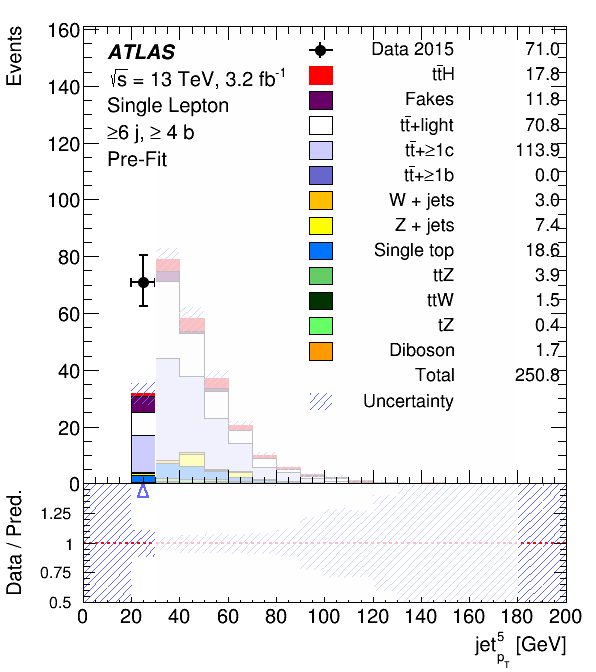 Events
160
140
120
100
80
60
40
20
0
ATLAS
√s = 13 TeV, 3.2 fb⁻¹
Single Lepton
≥6 j, ≥ 4 b
Pre-Fit
Data 2015 71.0
tt̄H 17.8
Fakes 11.8
tt̄+light 70.8
tt̄+≥1c 113.9
tt̄+≥1b 0.0
W + jets 3.0
Z + jets 7.4
Single top 18.6
ttZ 3.9
ttW 1.5
tZ 0.4
Diboson 1.7
Total 250.8
Uncertainty
Data / Pred.
1.25
1
0.75
0.5
0 20 40 60 80 100 120 140 160 180 200
jet⁵pT [GeV]